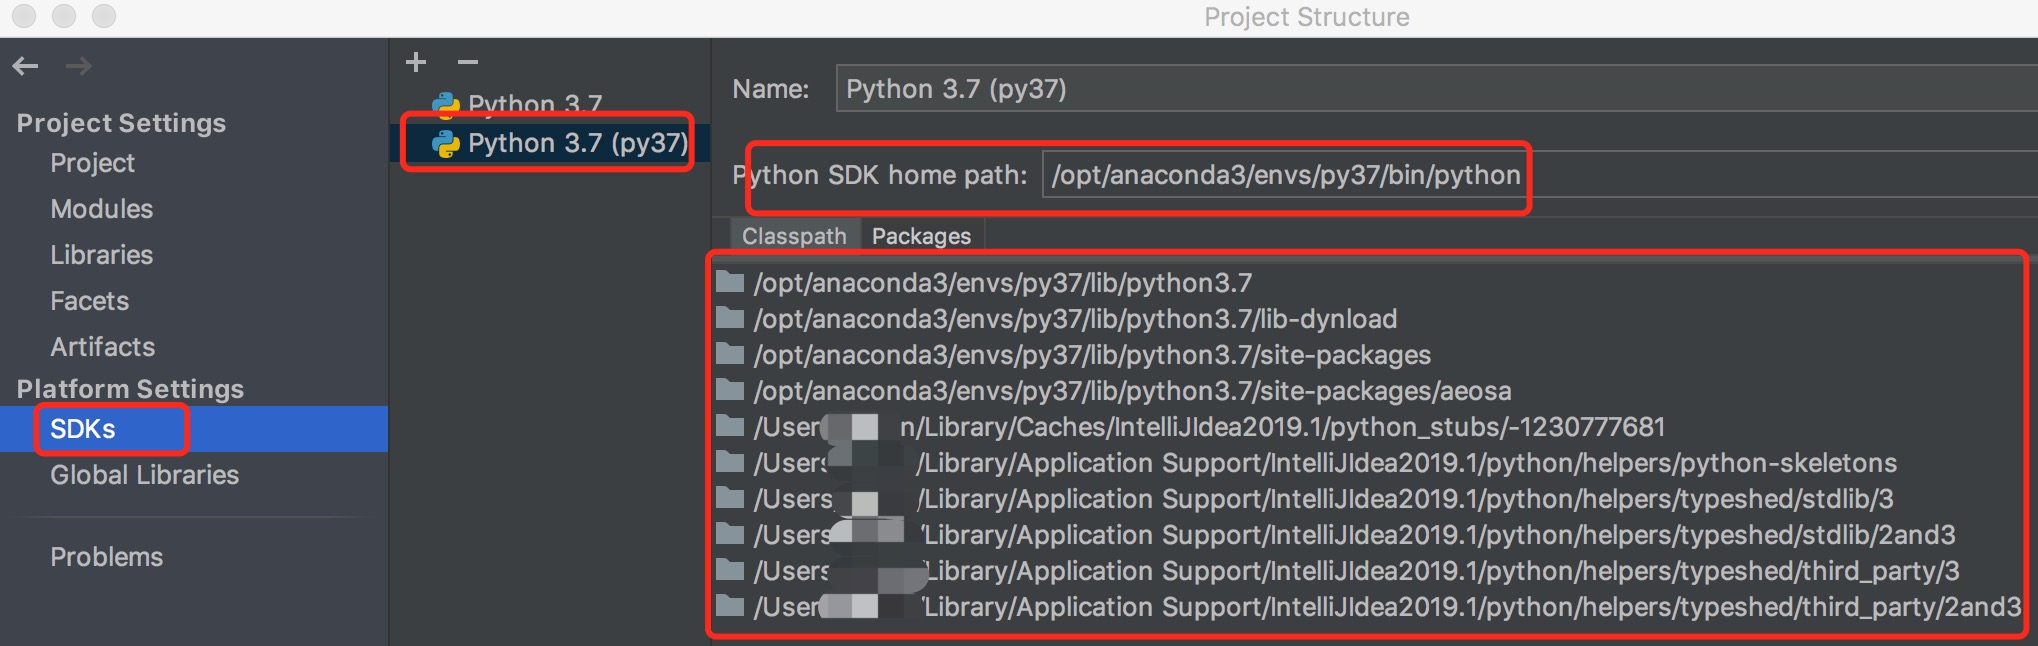 Project Structure
Project Settings
Project
Modules
Libraries
Facets
Artifacts
Platform Settings
SDKs
Global Libraries
Problems
Python 3.7
Python 3.7 (py37)
Name: Python 3.7 (py37)
Python SDK home path: /opt/anaconda3/envs/py37/bin/python
Classpath Packages
/opt/anaconda3/envs/py37/lib/python3.7
/opt/anaconda3/envs/py37/lib/python3.7/lib-dynload
/opt/anaconda3/envs/py37/lib/python3.7/site-packages
/opt/anaconda3/envs/py37/lib/python3.7/site-packages/aeosa
/User n/Library/Caches/IntelliJIdea2019.1/python_stubs/-1230777681
/Users /Library/Application Support/IntelliJIdea2019.1/python/helpers/python-skeletons
/Users /Library/Application Support/IntelliJIdea2019.1/python/helpers/typeshed/stdlib/3
/Users /Library/Application Support/IntelliJIdea2019.1/python/helpers/typeshed/stdlib/2and3
/Users Library/Application Support/IntelliJIdea2019.1/python/helpers/typeshed/third_party/3
/User /Library/Application Support/IntelliJIdea2019.1/python/helpers/typeshed/third_party/2and3